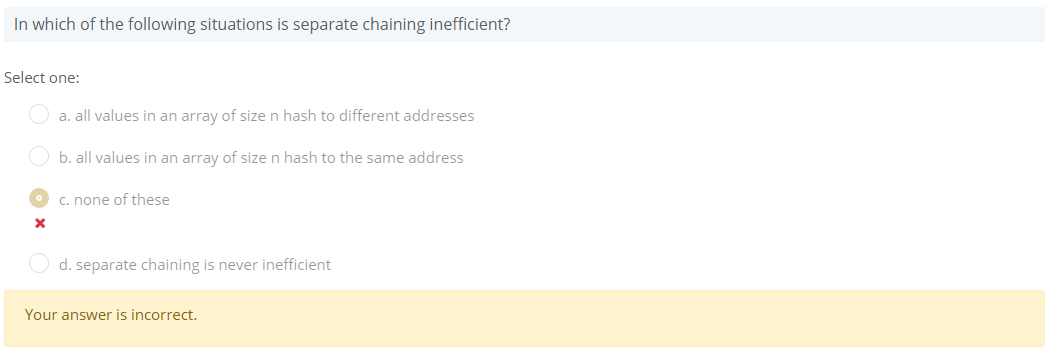 In which of the following situations is separate chaining inefficient?
Select one:
a. all values in an array of size n hash to different addresses
b. all values in an array of size n hash to the same address
c. none of these
d. separate chaining is never inefficient
Your answer is incorrect.